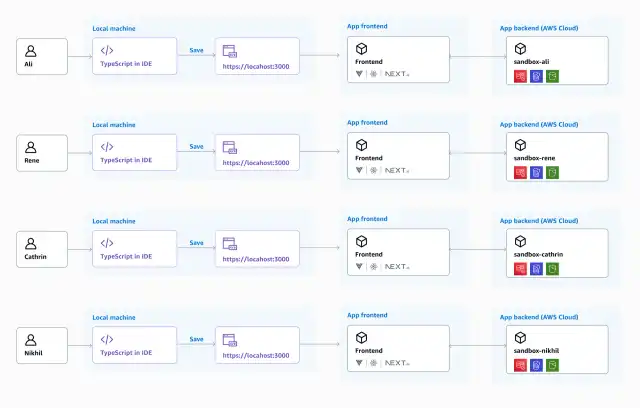 Local machine
App frontend
App backend (AWS Cloud)
Ali
TypeScript in IDE
Save
https://locahost:3000
Frontend
NEXT.JS
sandbox-ali
Local machine
App frontend
App backend (AWS Cloud)
Rene
TypeScript in IDE
Save
https://locahost:3000
Frontend
NEXT.JS
sandbox-rene
Local machine
App frontend
App backend (AWS Cloud)
Cathrin
TypeScript in IDE
Save
https://locahost:3000
Frontend
NEXT.JS
sandbox-cathrin
Local machine
App frontend
App backend (AWS Cloud)
Nikhil
TypeScript in IDE
Save
https://locahost:3000
Frontend
NEXT.JS
sandbox-nikhil